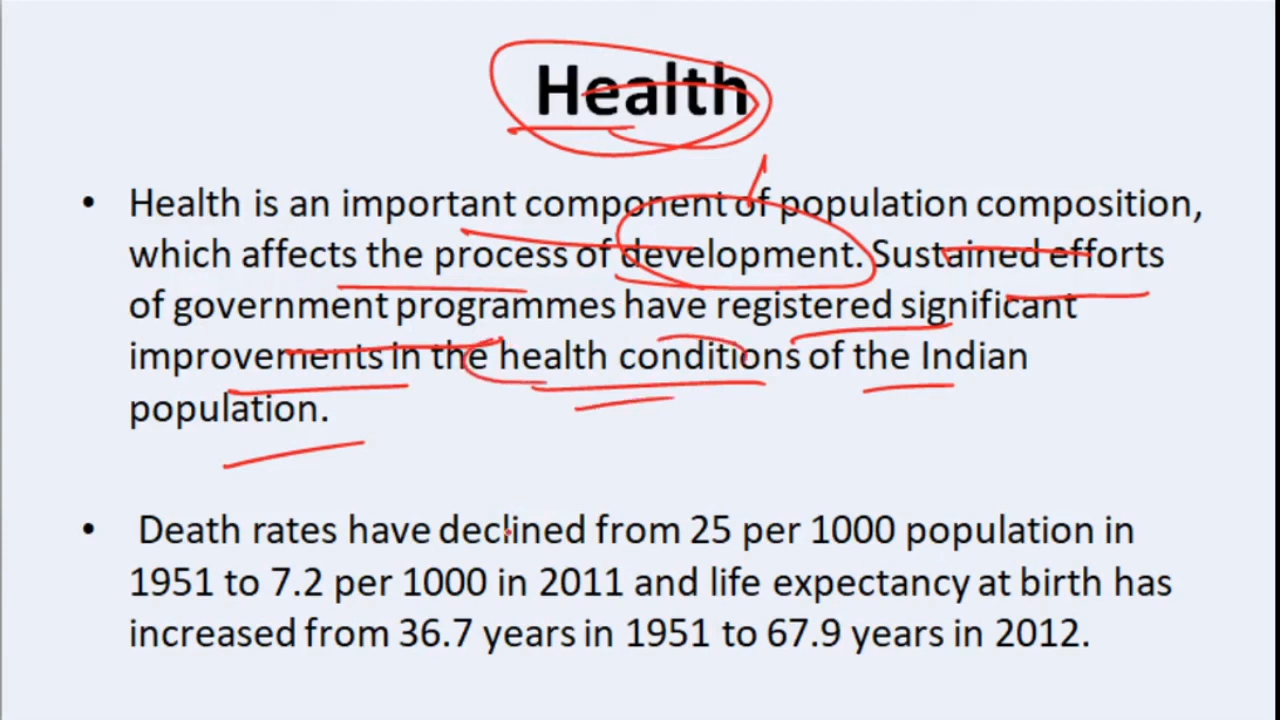 Health
• Health is an important component of population composition,
which affects the process of development. Sustained efforts
of government programmes have registered significant
improvements in the health conditions of the Indian
population.
• Death rates have declined from 25 per 1000 population in
1951 to 7.2 per 1000 in 2011 and life expectancy at birth has
increased from 36.7 years in 1951 to 67.9 years in 2012.